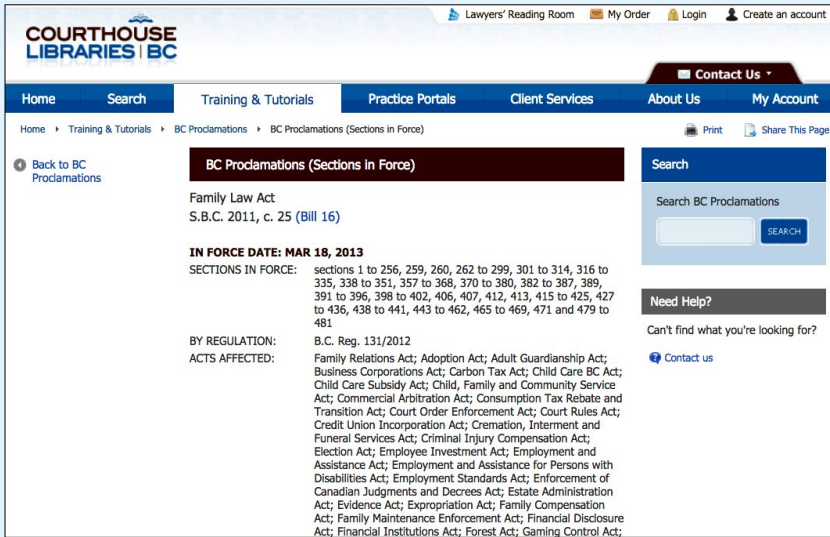 Lawyers' Reading Room My Order Login Create an account
COURTHOUSE
LIBRARIES | BC
Contact Us
Home Search Training & Tutorials Practice Portals Client Services About Us My Account
Home Training & Tutorials BC Proclamations BC Proclamations (Sections in Force) Print Share This Page
Back to BC
Proclamations
BC Proclamations (Sections in Force)
Family Law Act
S.B.C. 2011, c. 25 (Bill 16)
IN FORCE DATE: MAR 18, 2013
SECTIONS IN FORCE: sections 1 to 256, 259, 260, 262 to 299, 301 to 314, 316 to
335, 338 to 351, 357 to 368, 370 to 380, 382 to 387, 389,
391 to 396, 398 to 402, 406, 407, 412, 413, 415 to 425, 427
to 436, 438 to 441, 443 to 462, 465 to 469, 471 and 479 to
481
BY REGULATION: B.C. Reg. 131/2012
ACTS AFFECTED: Family Relations Act; Adoption Act; Adult Guardianship Act;
Business Corporations Act; Carbon Tax Act; Child Care BC Act;
Child Care Subsidy Act; Child, Family and Community Service
Act; Commercial Arbitration Act; Consumption Tax Rebate and
Transition Act; Court Order Enforcement Act; Court Rules Act;
Credit Union Incorporation Act; Cremation, Interment and
Funeral Services Act; Criminal Injury Compensation Act;
Election Act; Employee Investment Act; Employment and
Assistance Act; Employment and Assistance for Persons with
Disabilities Act; Employment Standards Act; Enforcement of
Canadian Judgments and Decrees Act; Estate Administration
Act; Evidence Act; Expropriation Act; Family Compensation
Act; Family Maintenance Enforcement Act; Financial Disclosure
Act; Financial Institutions Act; Forest Act; Gaming Control Act;
Search
Search BC Proclamations
SEARCH
Need Help?
Can't find what you're looking for?
Contact us